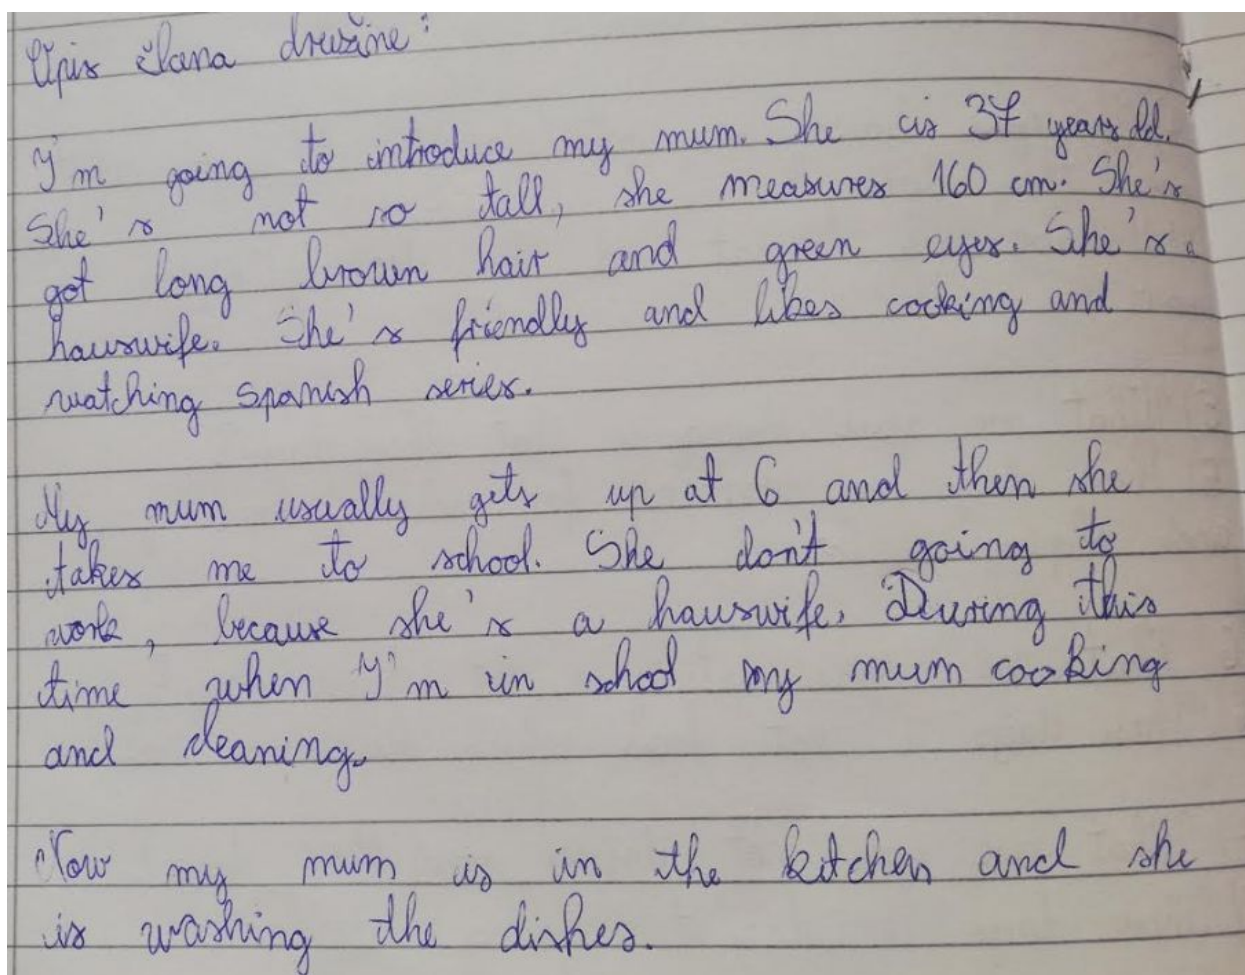 Opis člana družine:
I'm going to introduce my mum. She is 37 years old.
She's not so tall, she measures 160 cm. She's
got long brown hair and green eyes. She's a
hauswife. She's friendly and likes cooking and
watching Spanish series.
My mum usually gets up at 6 and then she
takes me to school. She don't going to
work, because she's a hauswife. During this
time when I'm in school my mum cooking
and cleaning.
Now my mum is in the kitchen and she
is washing the dishes.